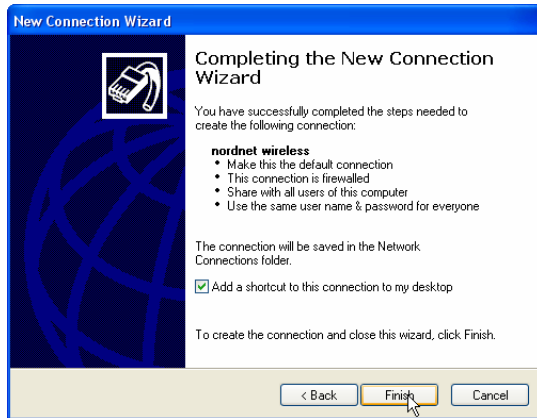 New Connection Wizard
Completing the New Connection
Wizard
You have successfully completed the steps needed to
create the following connection:
nordnet wireless
• Make this the default connection
• This connection is firewalled
• Share with all users of this computer
• Use the same user name & password for everyone
The connection will be saved in the Network
Connections folder.
Add a shortcut to this connection to my desktop
To create the connection and close this wizard, click Finish.
< Back Finish Cancel